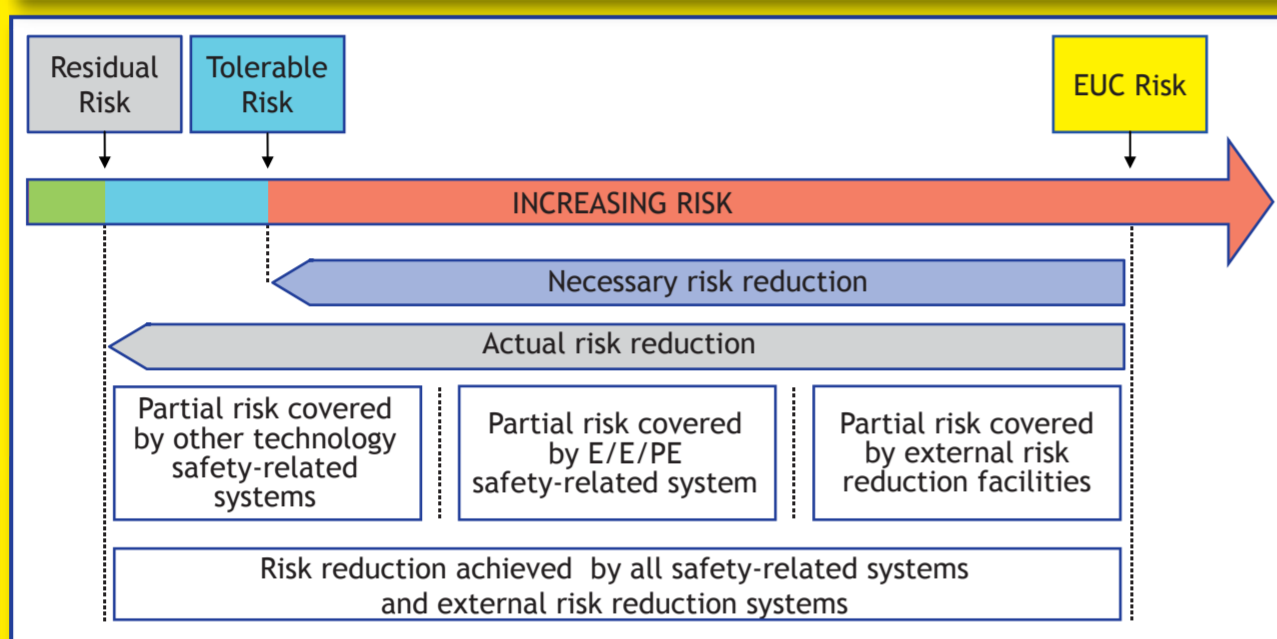 Residual
Risk
Tolerable
Risk
EUC Risk
INCREASING RISK
Necessary risk reduction
Actual risk reduction
Partial risk covered
by other technology
safety-related
systems
Partial risk covered
by E/E/PE
safety-related system
Partial risk covered
by external risk
reduction facilities
Risk reduction achieved by all safety-related systems
and external risk reduction systems